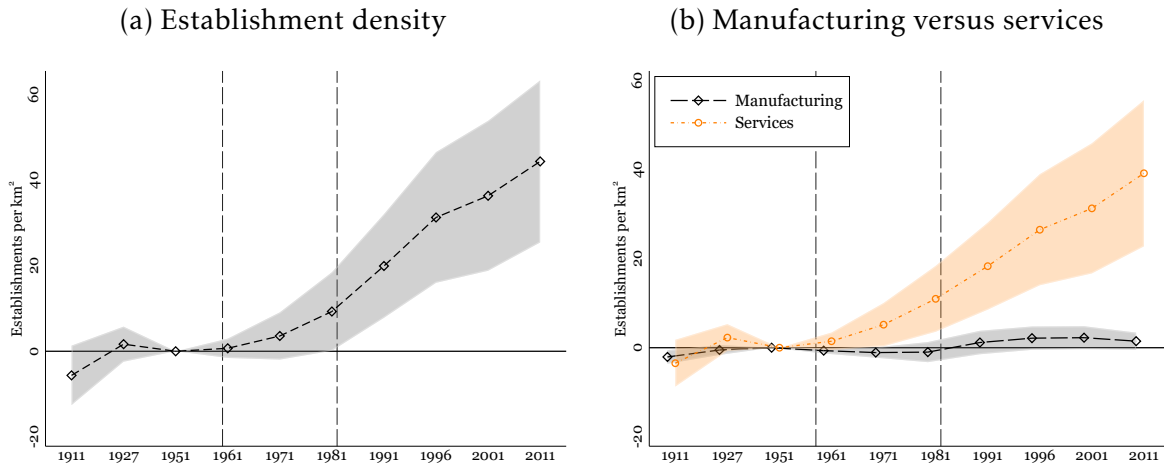 (a) Establishment density
(b) Manufacturing versus services
Establishments per km²
60
40
20
0
-20
1911 1927 1951 1961 1971 1981 1991 1996 2001 2011
Establishments per km²
60
40
20
0
-20
Manufacturing
Services
1911 1927 1951 1961 1971 1981 1991 1996 2001 2011